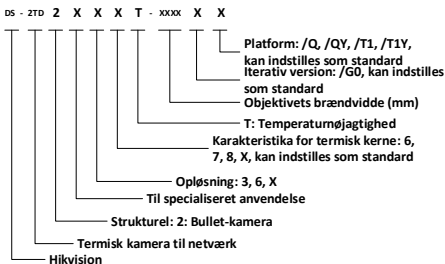 DS - 2TD 2 X X X T - XXXX X X
Platform: /Q, /QY, /T1, /T1Y,
kan indstilles som standard
Iterativ version: /G0, kan indstilles
som standard
Objektivets brændvidde (mm)
T: Temperaturnøjagtighed
Karakteristika for termisk kerne: 6,
7, 8, X, kan indstilles som standard
Opløsning: 3, 6, X
Til specialiseret anvendelse
Strukturel: 2: Bullet-kamera
Termisk kamera til netværk
Hikvision